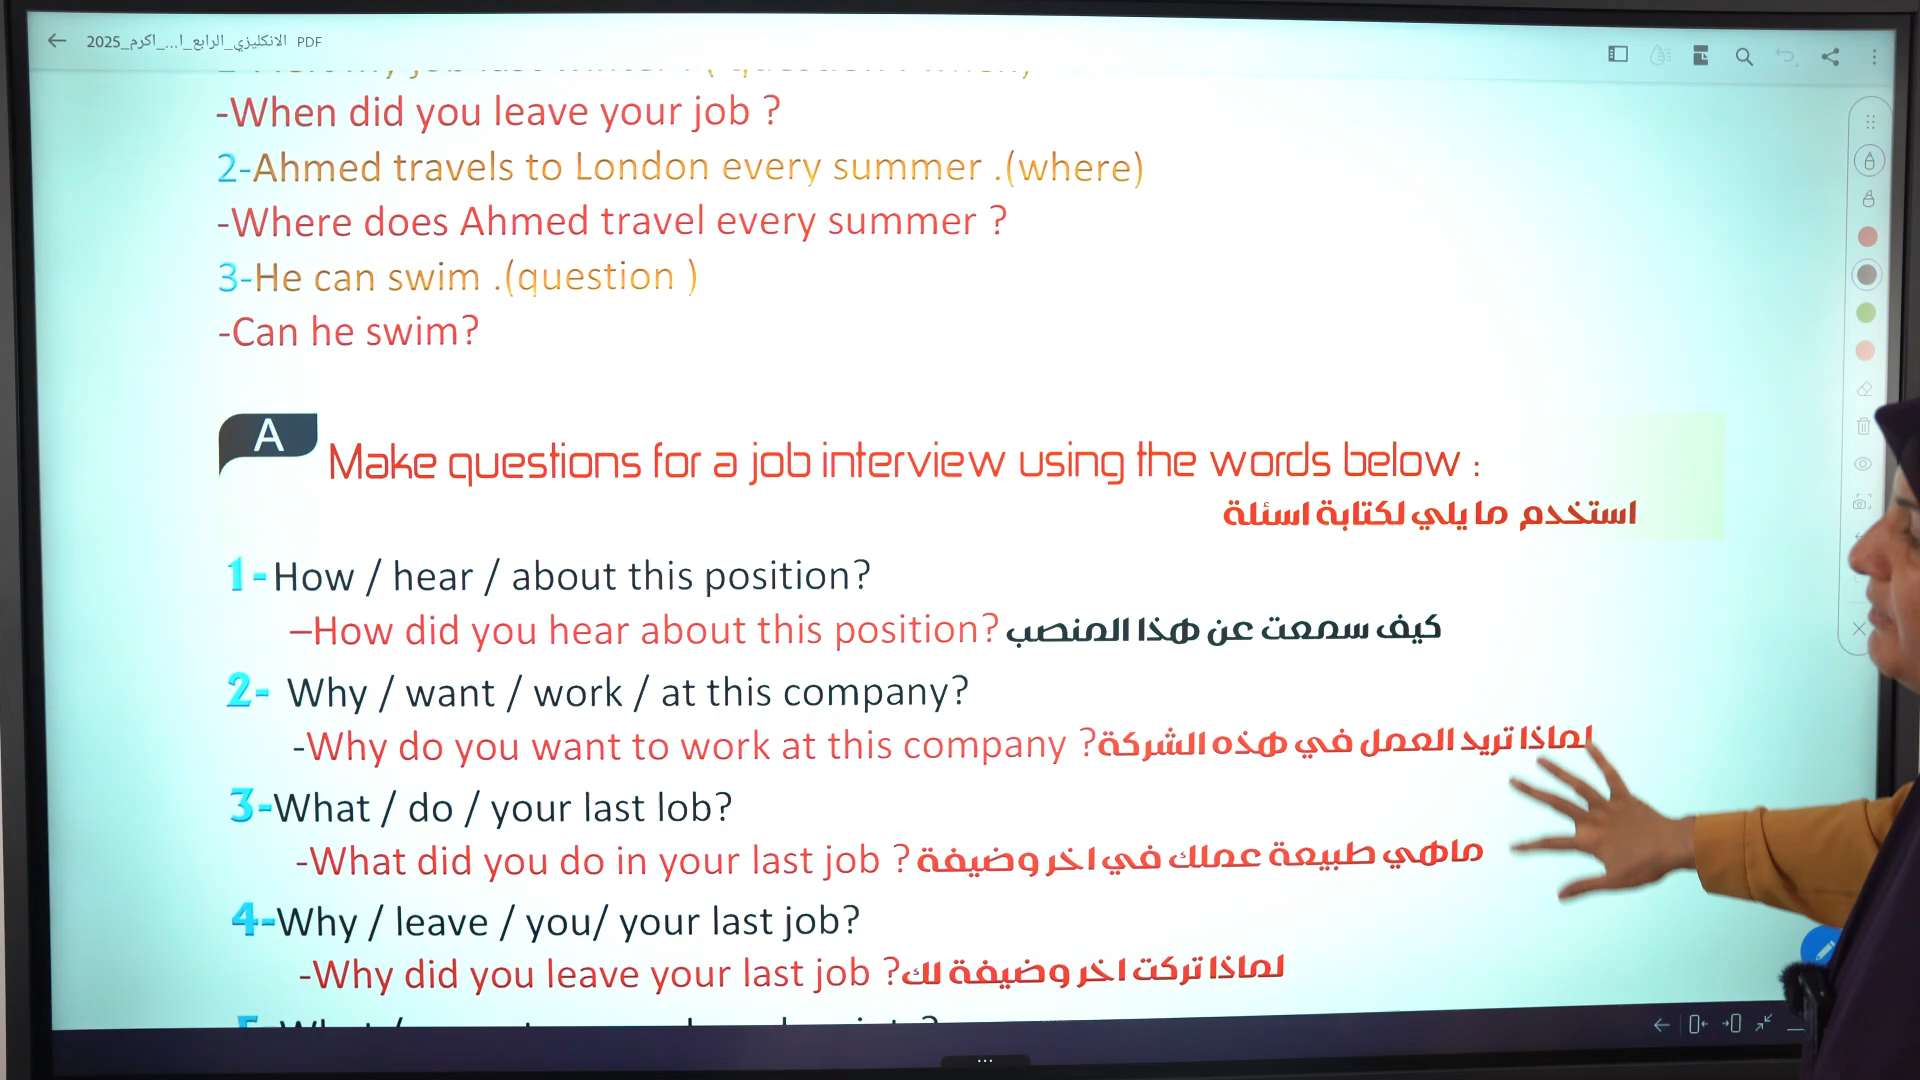 الانكليزي_الرابع_ا..._اكرم_2025 PDF
-When did you leave your job ?
2-Ahmed travels to London every summer .(where)
-Where does Ahmed travel every summer ?
3-He can swim .(question )
-Can he swim?
A
Make questions for a job interview using the words below :
استخدم ما يلي لكتابة اسئلة
1-How / hear / about this position?
–How did you hear about this position? كيف سمعت عن هذا المنصب
2- Why / want / work / at this company?
-Why do you want to work at this company ? لماذا تريد العمل في هذه الشركة
3-What / do / your last lob?
-What did you do in your last job ? ماهي طبيعة عملك في اخر وضيفة
4-Why / leave / you/ your last job?
-Why did you leave your last job ? لماذا تركت اخر وضيفة لك